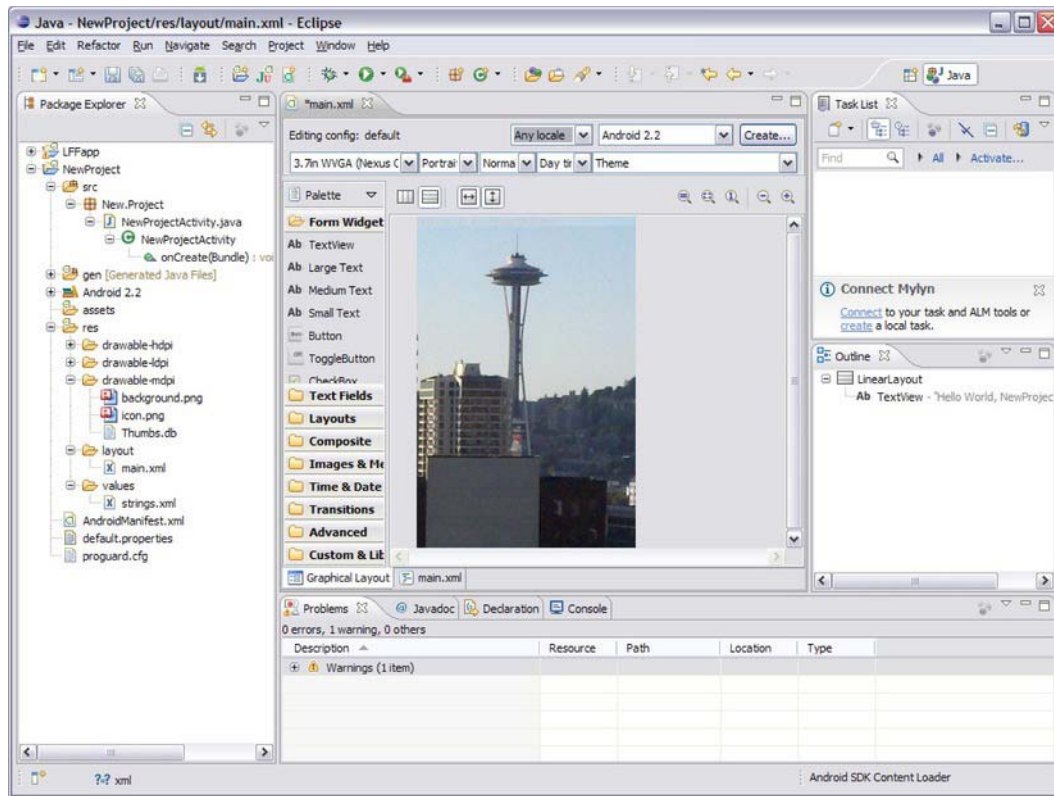 Java - NewProject/res/layout/main.xml - Eclipse
File Edit Refactor Run Navigate Search Project Window Help
Java
Package Explorer
LFFapp
NewProject
src
New.Project
NewProjectActivity.java
NewProjectActivity
onCreate(Bundle) : voi
gen [Generated Java Files]
Android 2.2
assets
res
drawable-hdpi
drawable-ldpi
drawable-mdpi
background.png
icon.png
Thumbs.db
layout
main.xml
values
strings.xml
AndroidManifest.xml
default.properties
proguard.cfg
*main.xml
Editing config: default Any locale Android 2.2 Create...
3.7in WVGA (Nexus C Portrai Norma Day tir Theme
Palette
Form Widget
Ab TextView
Ab Large Text
Ab Medium Text
Ab Small Text
Button
ToggleButton
CheckBox
Text Fields
Layouts
Composite
Images & Me
Time & Date
Transitions
Advanced
Custom & Lit
Graphical Layout main.xml
Task List
Find All Activate...
Connect Mylyn
Connect to your task and ALM tools or
create a local task.
Outline
LinearLayout
Ab TextView - "Hello World, NewProjec
Problems Javadoc Declaration Console
0 errors, 1 warning, 0 others
Description Resource Path Location Type
Warnings (1 item)
xml
Android SDK Content Loader